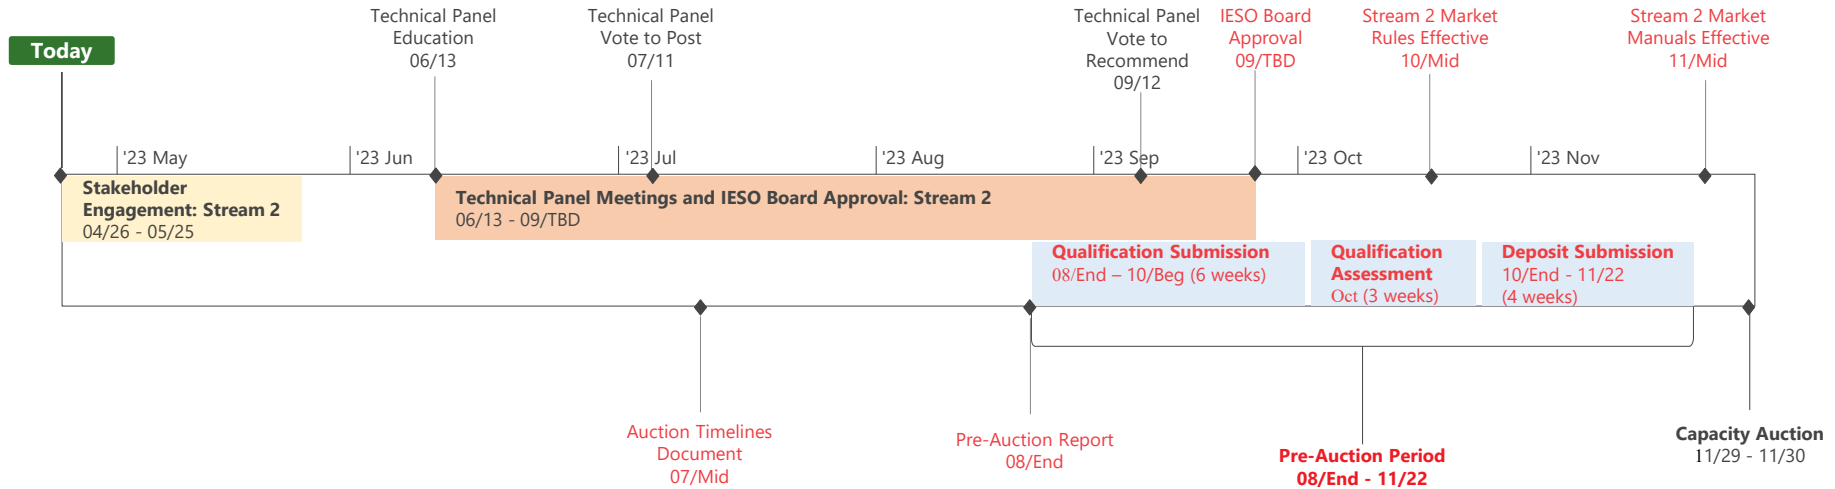 Today
Technical Panel
Education
06/13
Technical Panel
Vote to Post
07/11
Technical Panel
Vote to
Recommend
09/12
IESO Board
Approval
09/TBD
Stream 2 Market
Rules Effective
10/Mid
Stream 2 Market
Manuals Effective
11/Mid
'23 May
'23 Jun
'23 Jul
'23 Aug
'23 Sep
'23 Oct
'23 Nov
Stakeholder
Engagement: Stream 2
04/26 - 05/25
Technical Panel Meetings and IESO Board Approval: Stream 2
06/13 - 09/TBD
Qualification Submission
08/End – 10/Beg (6 weeks)
Qualification
Assessment
Oct (3 weeks)
Deposit Submission
10/End - 11/22
(4 weeks)
Auction Timelines
Document
07/Mid
Pre-Auction Report
08/End
Pre-Auction Period
08/End - 11/22
Capacity Auction
11/29 - 11/30